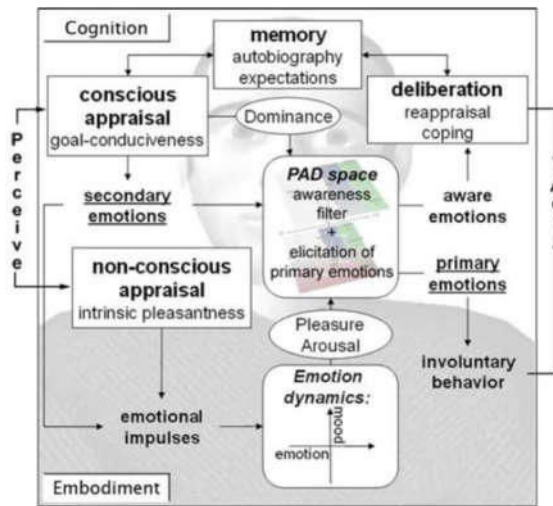 Cognition
memory
autobiography
expectations
conscious
appraisal
goal-conduciveness
Dominance
deliberation
reappraisal
coping
Perceive
secondary
emotions
PAD space
awareness
filter
+
elicitation of
primary emotions
aware
emotions
non-conscious
appraisal
intrinsic pleasantness
primary
emotions
Pleasure
Arousal
involuntary
behavior
Emotion
dynamics:
mood
emotion
emotional
impulses
Embodiment